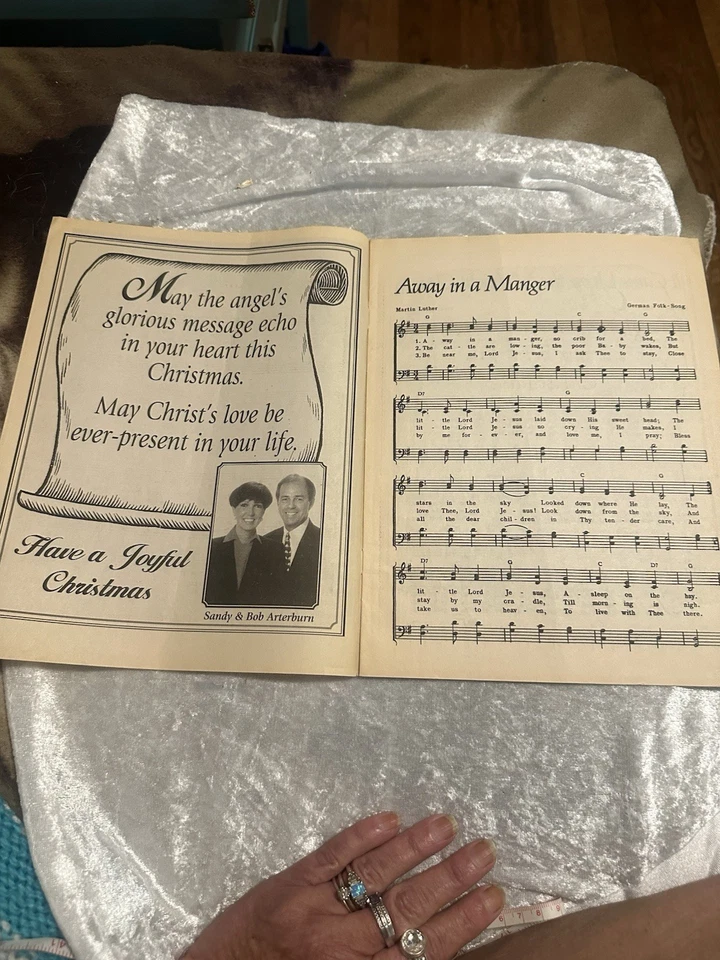 May the angel's
glorious message echo
in your heart this
Christmas.
May Christ's love be
ever-present in your life.
Have a Joyful
Christmas
Sandy & Bob Arterburn
Away in a Manger
Martin Luther German Folk-Song
G C G
1. A - way in a man - ger, no crib for a bed, The
2. The cat - tle are low - ing, the poor Ba - by wakes, But
3. Be near me, Lord Je - sus, I ask Thee to stay, Close
D7 G
lit - tle Lord Je - sus laid down His sweet head; The
lit - tle Lord Je - sus no cry - ing He makes, I
by me for - ev - er, and love me, I pray; Bless
C G
stars in the sky Looked down where He lay, The
love Thee, Lord Je - sus! Look down from the sky, And
all the dear chil - dren in Thy ten - der care, And
D7 G C D7 G
lit - tle Lord Je - sus, A - sleep on the hay.
stay by my cra - dle, Till morn - ing is nigh.
take us to heav - en, To live with Thee there.
6 7 8 9